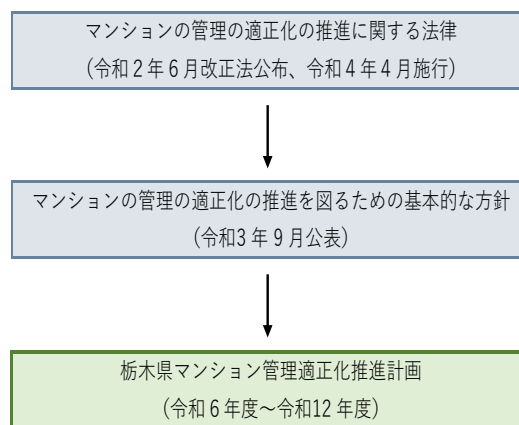 マンションの管理の適正化の推進に関する法律
(令和２年６月改正法公布、令和４年４月施行)
マンションの管理の適正化の推進を図るための基本的な方針
(令和3 年９月公表)
栃木県マンション管理適正化推進計画
(令和６年度～令和12 年度)